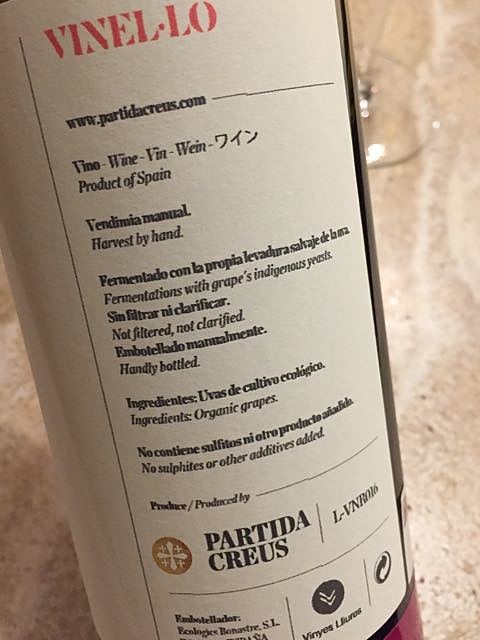 VINEL·LO
www.partidacreus.com
Vino - Wine - Vin - Wein - ワイン
Product of Spain
Vendimia manual.
Harvest by hand.
Fermentado con la propia levadura salvaje de la uva.
Fermentations with grape's indigenous yeasts.
Sin filtrar ni clarificar.
Not filtered, not clarified.
Embotellado manualmente.
Handly bottled.
Ingredientes: Uvas de cultivo ecológico.
Ingredients: Organic grapes.
No contiene sulfitos ni otro producto añadido.
No sulphites or other additives added.
Produce / Produced by
PARTIDA CREUS
L-VNR016
Embotellador:
Ecologics Bonastre, S.L.
Vinyes Lliures